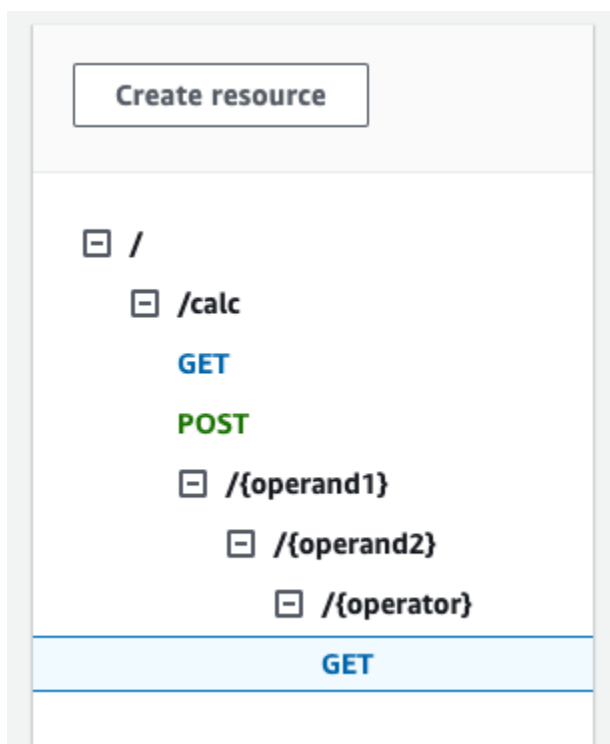 Create resource
/
/calc
GET
POST
/{operand1}
/{operand2}
/{operator}
GET